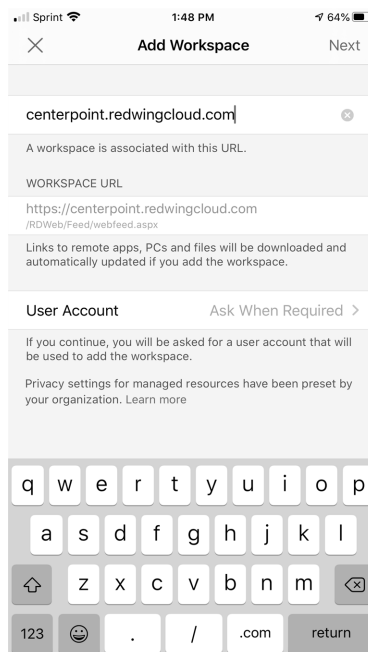 Sprint 1:48 PM 64%
Add Workspace Next
centerpoint.redwingcloud.com
A workspace is associated with this URL.
WORKSPACE URL
https://centerpoint.redwingcloud.com
/RDWeb/Feed/webfeed.aspx
Links to remote apps, PCs and files will be downloaded and
automatically updated if you add the workspace.
User Account Ask When Required >
If you continue, you will be asked for a user account that will
be used to add the workspace.
Privacy settings for managed resources have been preset by
your organization. Learn more
q w e r t y u i o p
a s d f g h j k l
z x c v b n m
123 . / .com return